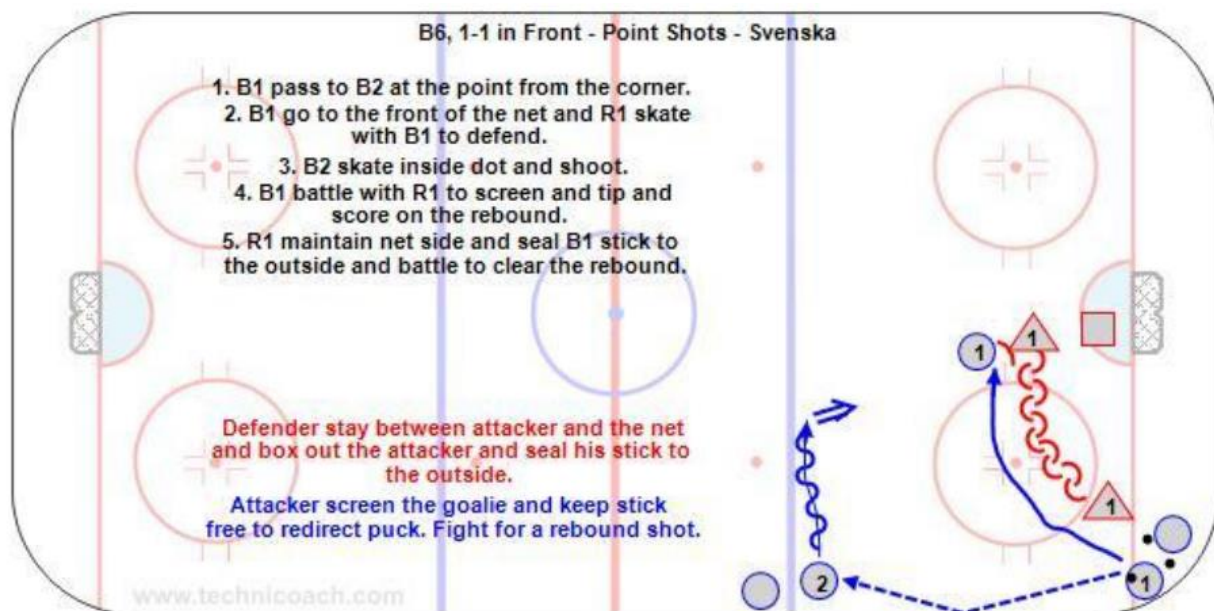 B6, 1-1 in Front - Point Shots - Svenska
1. B1 pass to B2 at the point from the corner.
2. B1 go to the front of the net and R1 skate
with B1 to defend.
3. B2 skate inside dot and shoot.
4. B1 battle with R1 to screen and tip and
score on the rebound.
5. R1 maintain net side and seal B1 stick to
the outside and battle to clear the rebound.
1
1
Defender stay between attacker and the net
and box out the attacker and seal his stick to
the outside.
Attacker screen the goalie and keep stick
free to redirect puck. Fight for a rebound shot.
1
2
1
www.technicoach.com